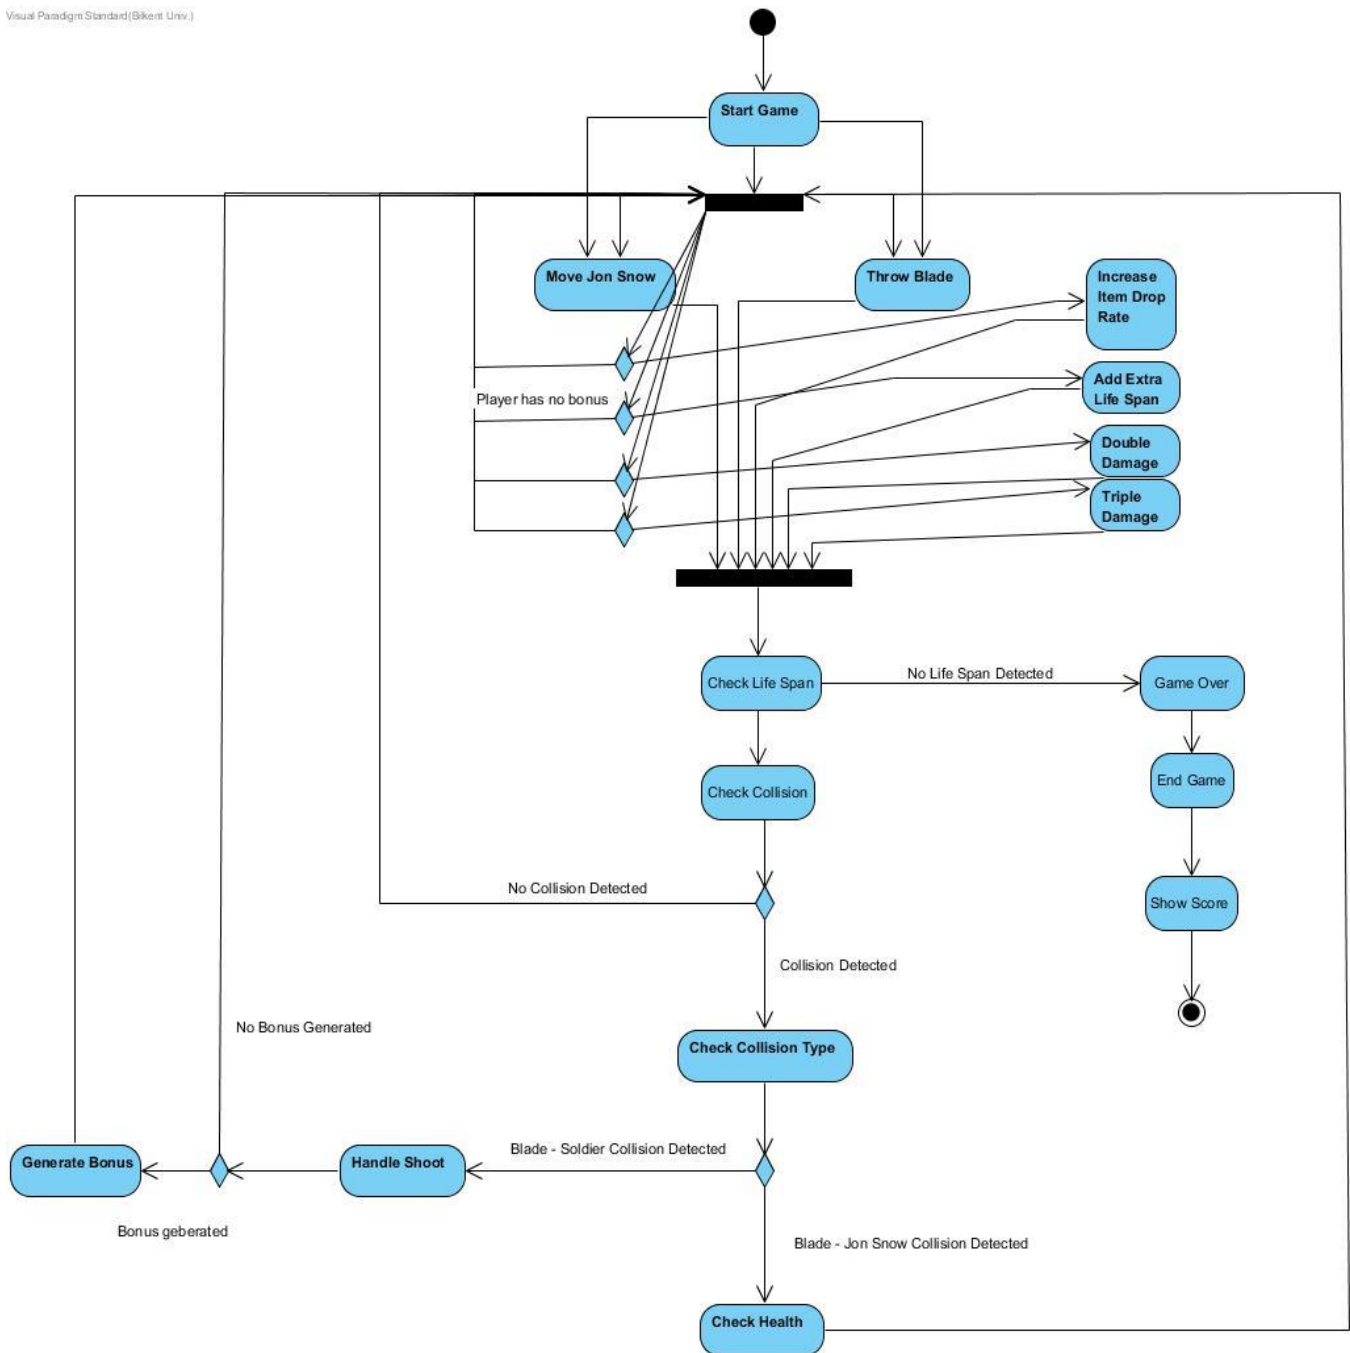 Visual Paradigm Standard(Bilkent Univ.)
Start Game
Move Jon Snow
Throw Blade
Increase
Item Drop
Rate
Player has no bonus
Add Extra
Life Span
Double
Damage
Triple
Damage
Check Life Span
No Life Span Detected
Game Over
Check Collision
End Game
No Collision Detected
Show Score
Collision Detected
No Bonus Generated
Check Collision Type
Generate Bonus
Handle Shoot
Blade - Soldier Collision Detected
Bonus geberated
Blade - Jon Snow Collision Detected
Check Health